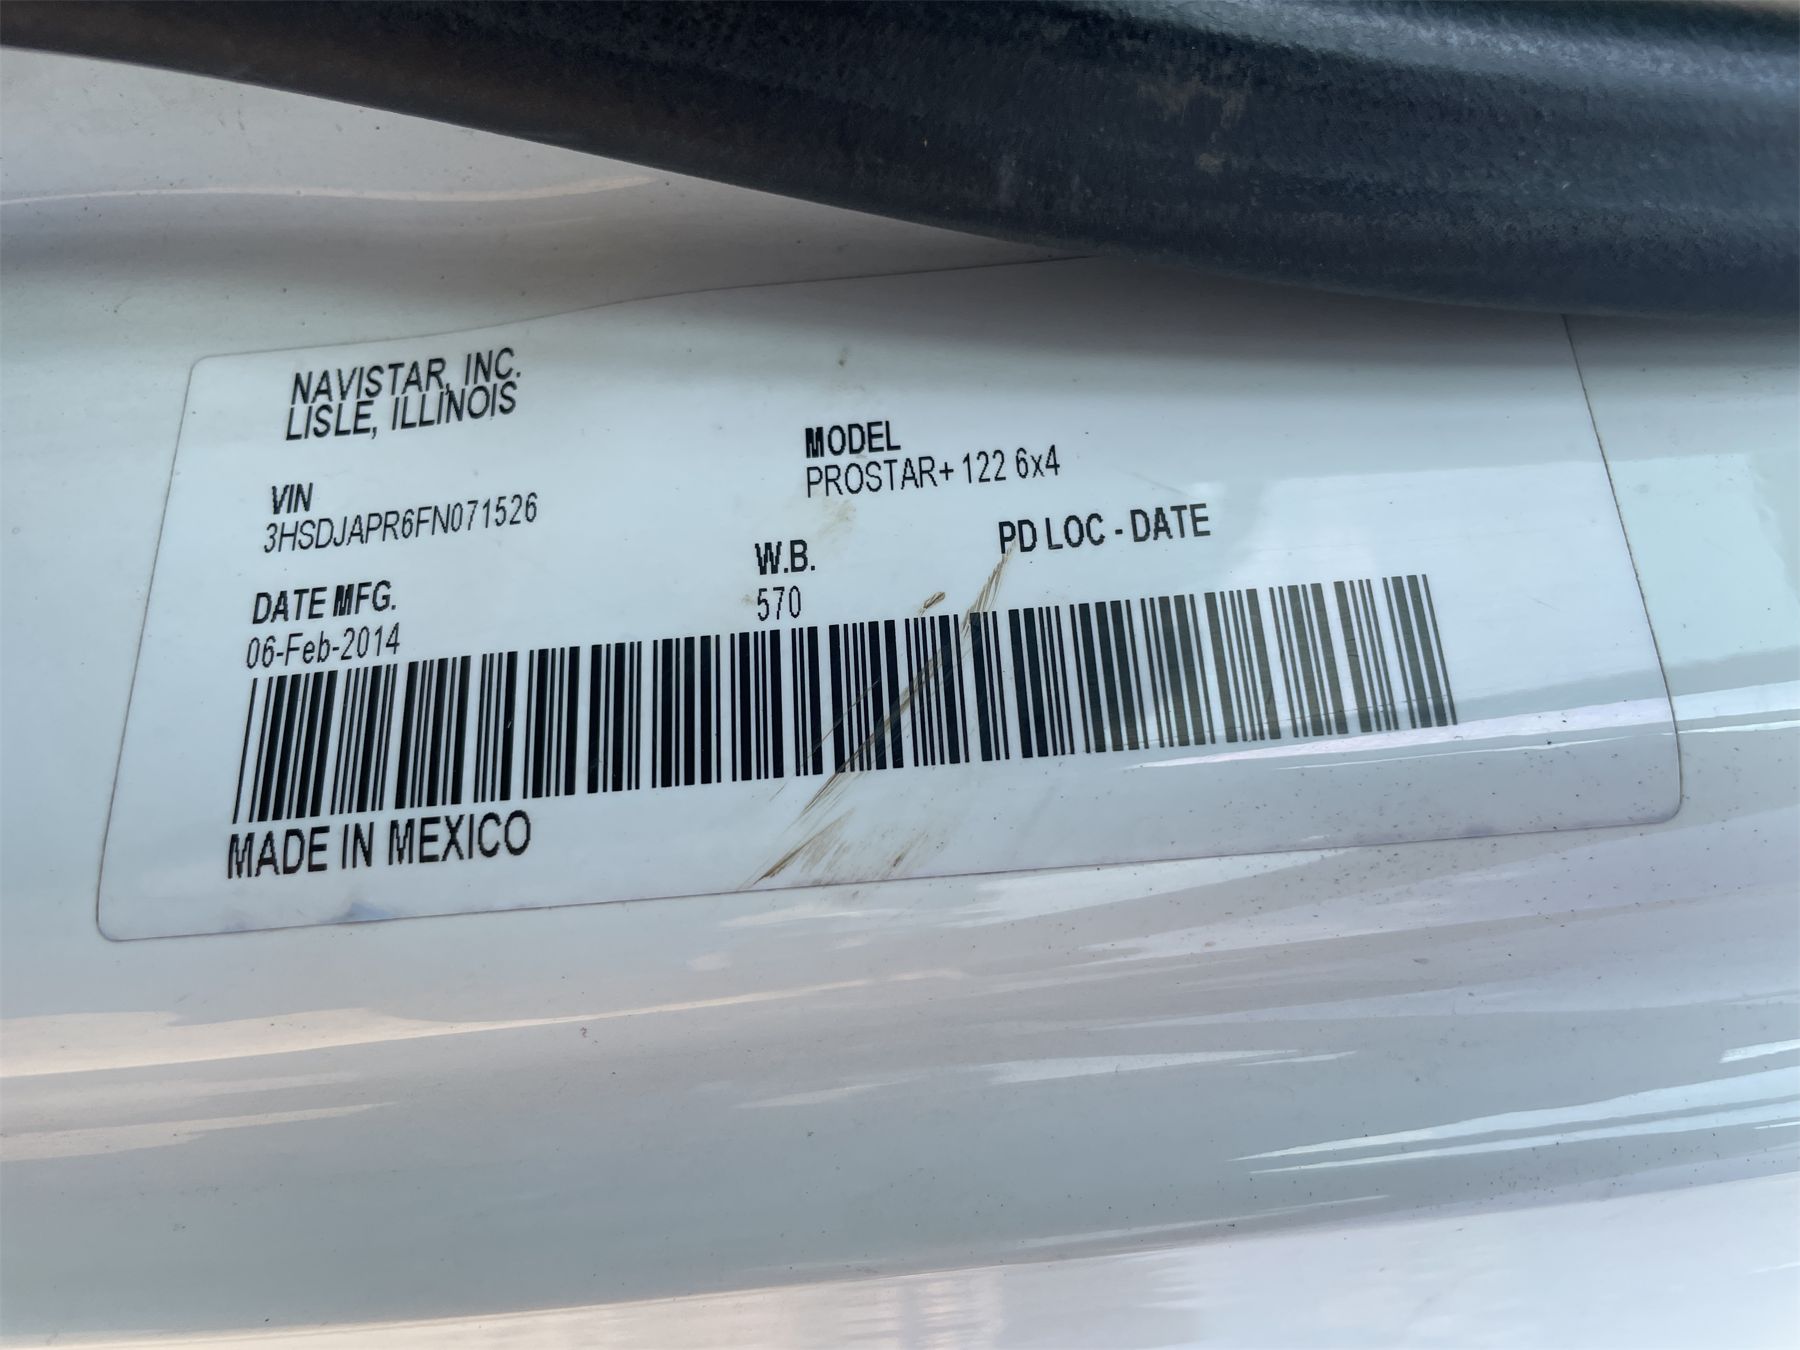 NAVISTAR, INC.
LISLE, ILLINOIS
MODEL
PROSTAR+ 122 6x4
VIN
3HSDJAPR6FN071526
W.B.
570
PD LOC - DATE
DATE MFG.
06-Feb-2014
MADE IN MEXICO